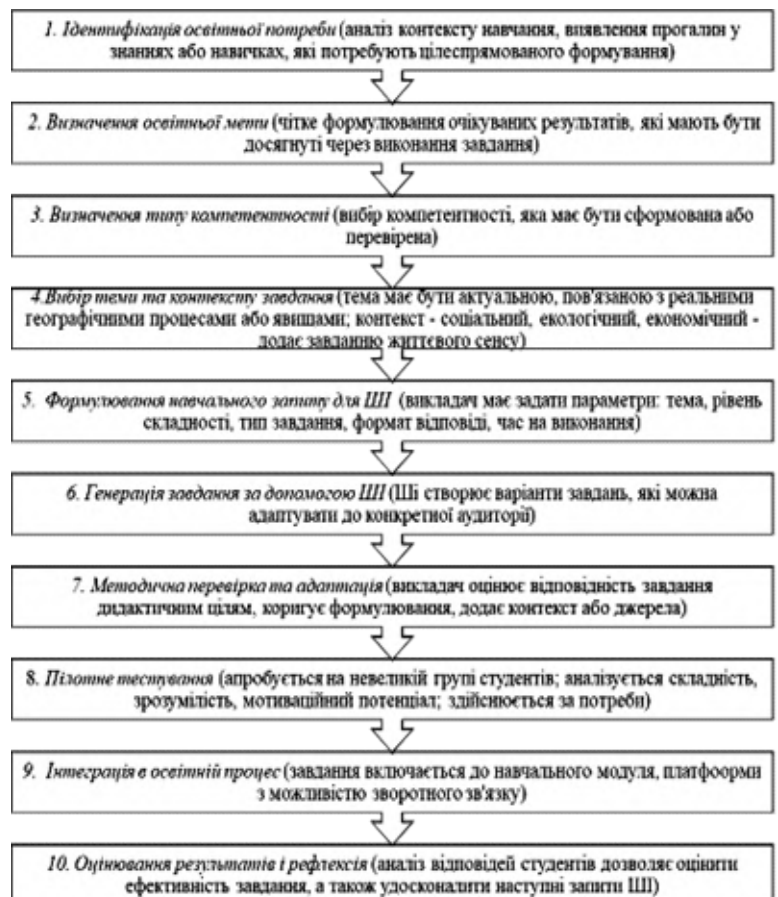 1. Ідентифікація освітньої потреби (аналіз контексту навчання, виявлення прогалин у
знаннях або навичках, які потребують цілеспрямованого формування)
2. Визначення освітньої мети (чітке формулювання очікуваних результатів, які мають бути
досягнуті через виконання завдання)
3. Визначення типу компетентності (вибір компетентності, яка має бути сформована або
перевірена)
4.Вибір теми та контексту завдання (тема має бути актуальною, пов'язаною з реальними
географічними процесами або явищами; контекст - соціальний, екологічний, економічний -
додає завданню життєвого сенсу)
5. Формулювання навчального запиту для ШІ (викладач має задати параметри: тема, рівень
складності, тип завдання, формат відповіді, час на виконання)
6. Генерація завдання за допомогою ШІ (Ші створює варіанти завдань, які можна
адаптувати до конкретної аудиторії)
7. Методична перевірка та адаптація (викладач оцінює відповідність завдання
дидактичним цілям, коригує формулювання, додає контекст або джерела)
8. Пілотне тестування (апробується на невеликій групі студентів; аналізується складність,
зрозумілість, мотиваційний потенціал; здійснюється за потреби)
9. Інтеграція в освітній процес (завдання включається до навчального модуля, платфоорми
з можливістю зворотного зв'язку)
10. Оцінювання результатів і рефлексія (аналіз відповідей студентів дозволяє оцінити
ефективність завдання, а також удосконалити наступні запити ШІ)